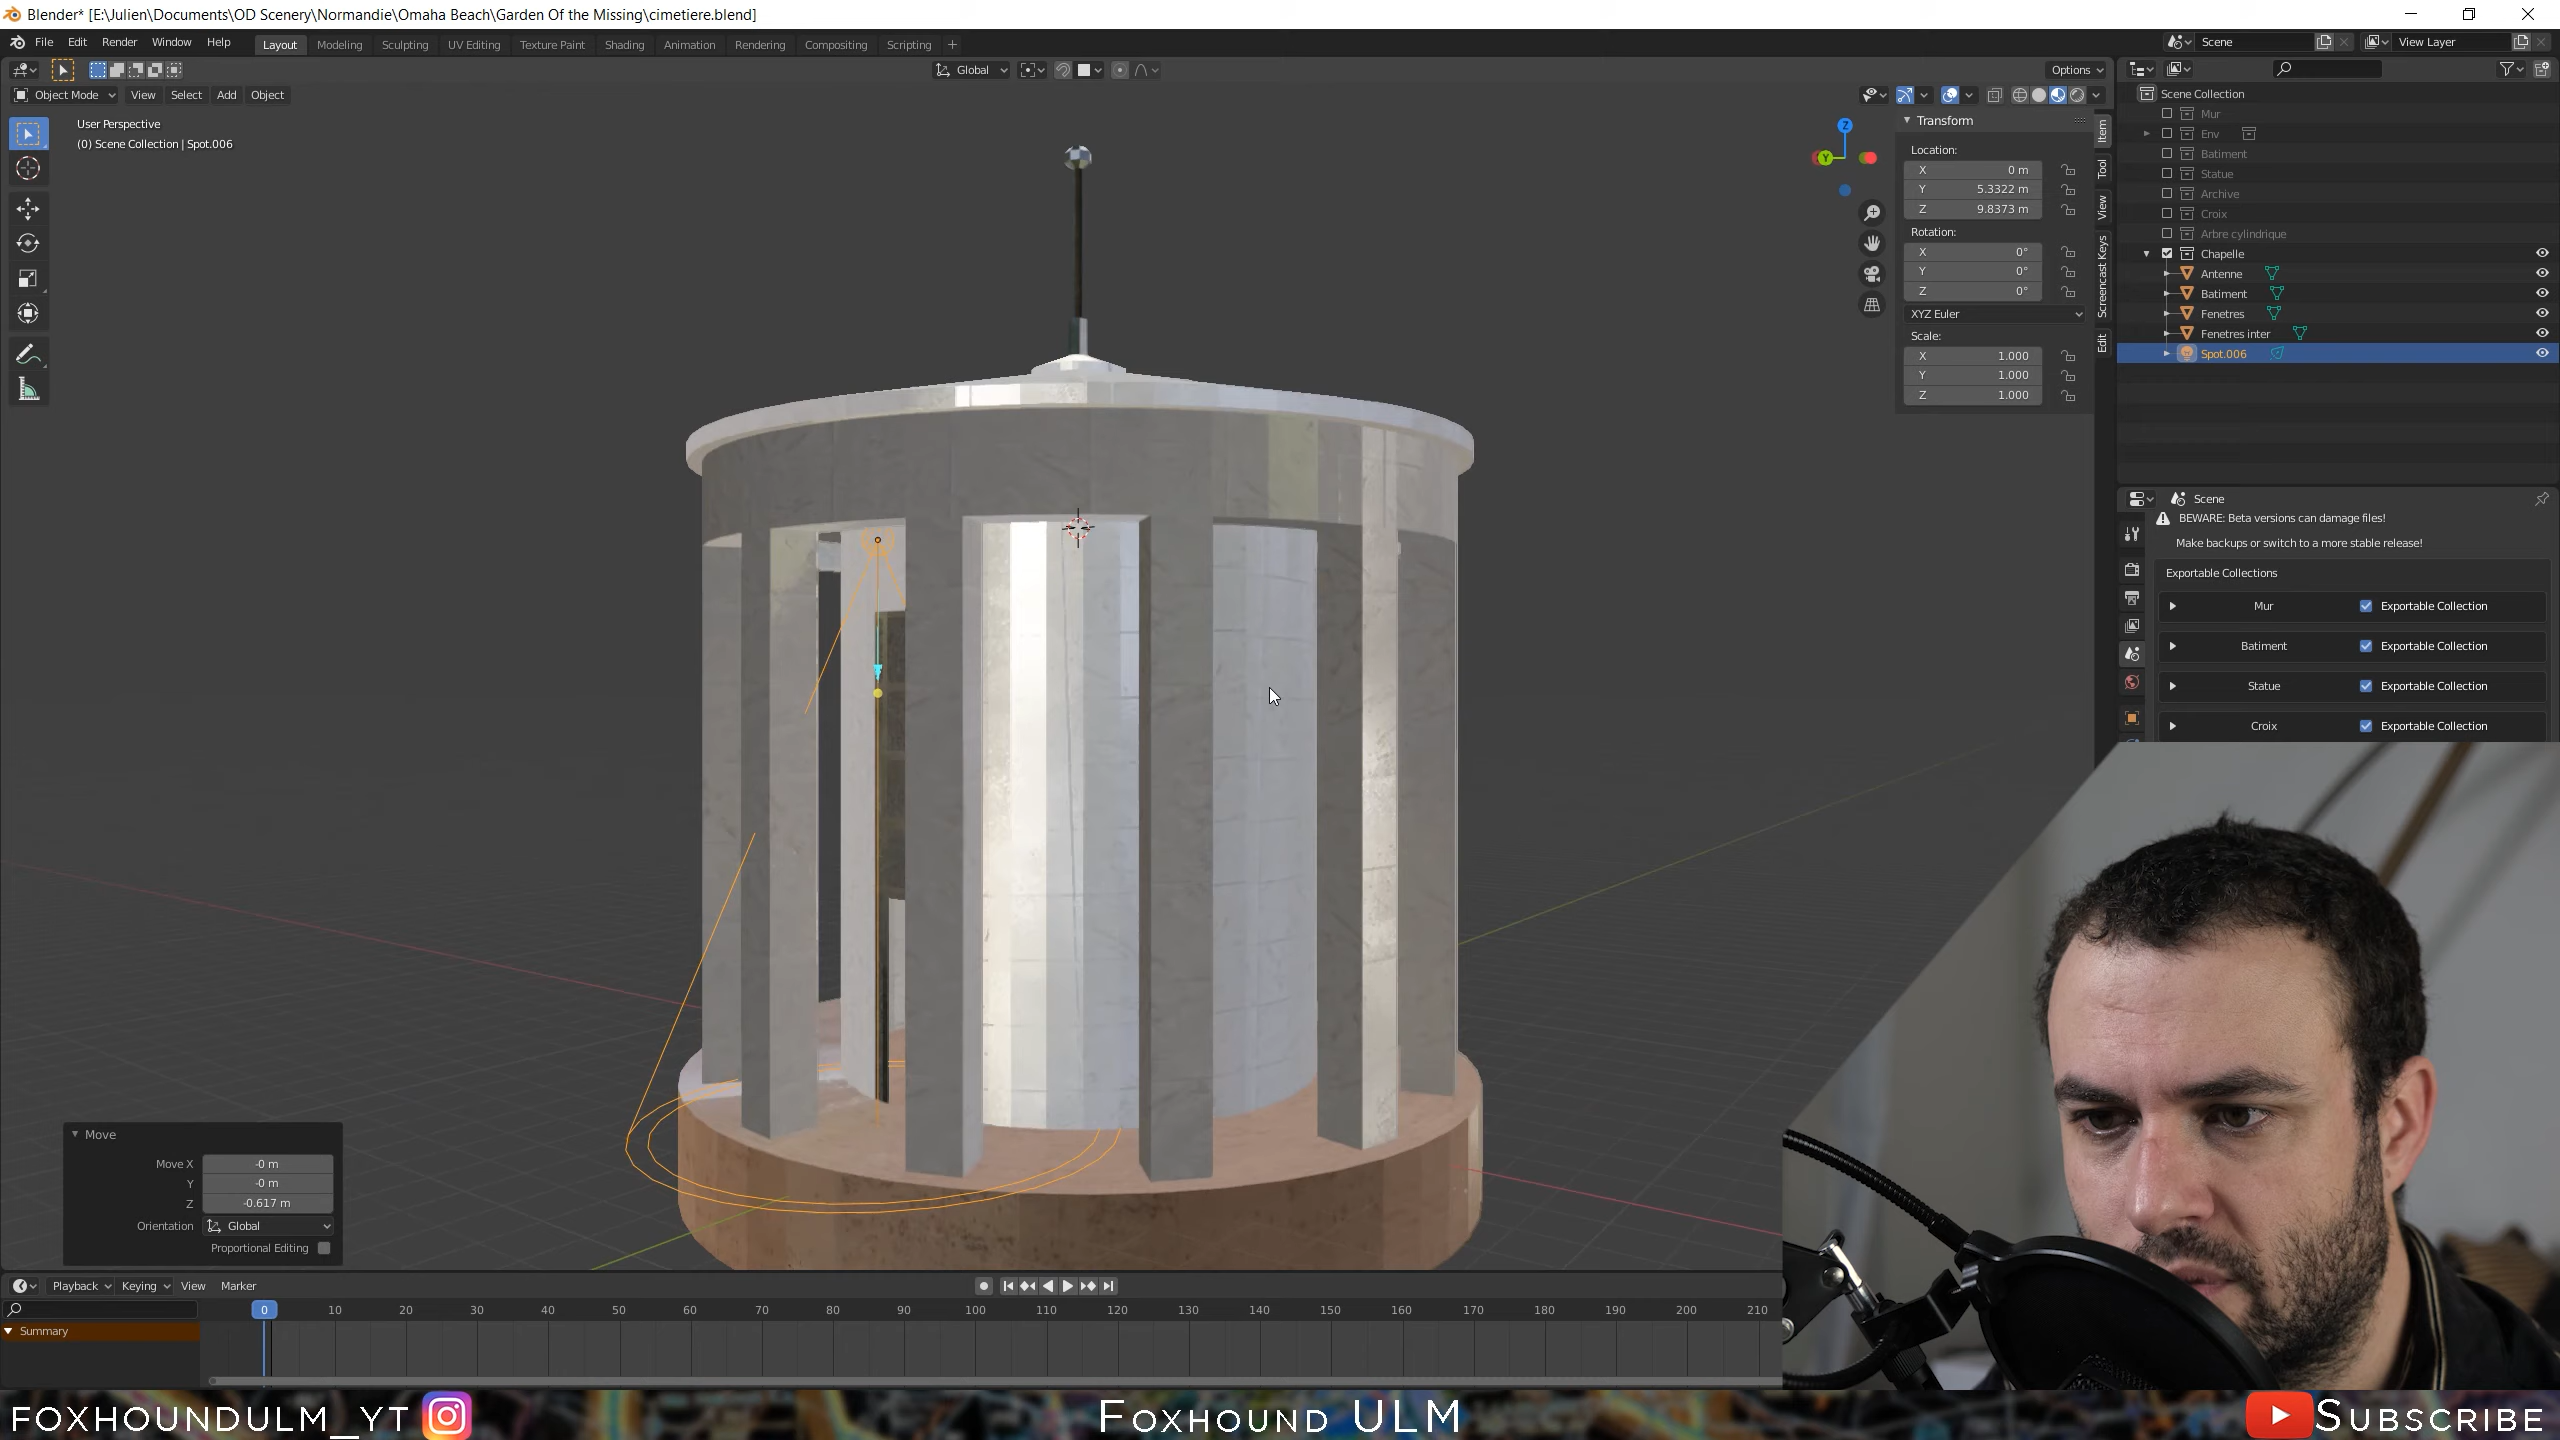 Blender* [E:\Julien\Documents\OD Scenery\Normandie\Omaha Beach\Garden Of the Missing\cimetiere.blend]
File Edit Render Window Help
Layout Modeling Sculpting UV Editing Texture Paint Shading Animation Rendering Compositing Scripting +
Scene
View Layer
Global
Options
Object Mode View Select Add Object
User Perspective
(0) Scene Collection | Spot.006
Z
Y
Transform
Location:
X 0 m
Y 5.3322 m
Z 9.8373 m
Rotation:
X 0°
Y 0°
Z 0°
XYZ Euler
Scale:
X 1.000
Y 1.000
Z 1.000
Item
Tool
View
Screencast Keys
Edit
Scene Collection
Mur
Env
Batiment
Statue
Archive
Croix
Arbre cylindrique
Chapelle
Antenne
Batiment
Fenetres
Fenetres inter
Spot.006
Scene
BEWARE: Beta versions can damage files!
Make backups or switch to a more stable release!
Exportable Collections
Mur Exportable Collection
Batiment Exportable Collection
Statue Exportable Collection
Croix Exportable Collection
Move
Move X -0 m
Y -0 m
Z -0.617 m
Orientation Global
Proportional Editing
Playback Keying View Marker
0 10 20 30 40 50 60 70 80 90 100 110 120 130 140 150 160 170 180 190 200 210
Summary
FOXHOUNDULM_YT
FOXHOUND ULM
SUBSCRIBE